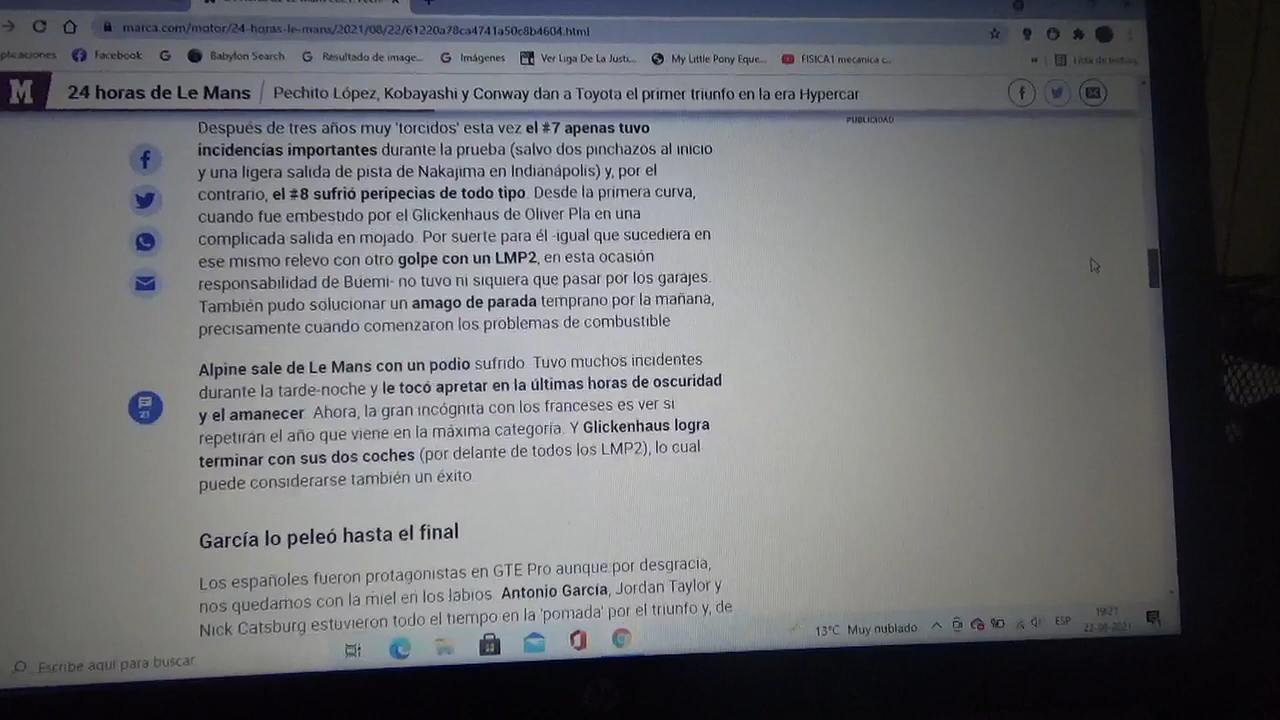 marca.com/motor/24-horas-le-mans/2021/08/22/61220a78ca4741a50c8b4604.html
plicaciones Facebook G Babylon Search G Resultado de image... G Imágenes Ver Liga De La Justi... My Little Pony Eque... FISICA1 mecanica c... » Lista de lectura
M 24 horas de Le Mans | Pechito López, Kobayashi y Conway dan a Toyota el primer triunfo en la era Hypercar
PUBLICIDAD
Después de tres años muy 'torcidos' esta vez el #7 apenas tuvo
incidencias importantes durante la prueba (salvo dos pinchazos al inicio
y una ligera salida de pista de Nakajima en Indianápolis) y, por el
contrario, el #8 sufrió peripecias de todo tipo. Desde la primera curva,
cuando fue embestido por el Glickenhaus de Oliver Pla en una
complicada salida en mojado. Por suerte para él -igual que sucediera en
ese mismo relevo con otro golpe con un LMP2, en esta ocasión
responsabilidad de Buemi- no tuvo ni siquiera que pasar por los garajes.
También pudo solucionar un amago de parada temprano por la mañana,
precisamente cuando comenzaron los problemas de combustible
Alpine sale de Le Mans con un podio sufrido. Tuvo muchos incidentes
durante la tarde-noche y le tocó apretar en la últimas horas de oscuridad
y el amanecer. Ahora, la gran incógnita con los franceses es ver si
repetirán el año que viene en la máxima categoría. Y Glickenhaus logra
terminar con sus dos coches (por delante de todos los LMP2), lo cual
puede considerarse también un éxito.
21
García lo peleó hasta el final
Los españoles fueron protagonistas en GTE Pro aunque por desgracia,
nos quedamos con la miel en los labios. Antonio García, Jordan Taylor y
Nick Catsburg estuvieron todo el tiempo en la 'pomada' por el triunfo y, de
Escribe aquí para buscar
13°C Muy nublado ESP 19:21
22-08-2021